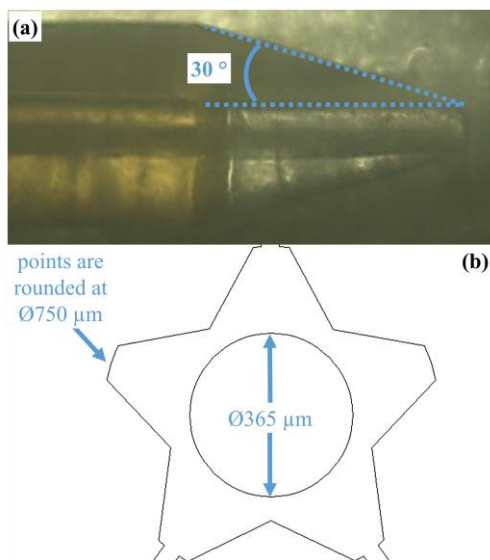 (a)
30 °
(b)
points are
rounded at
Ø750 µm
Ø365 µm